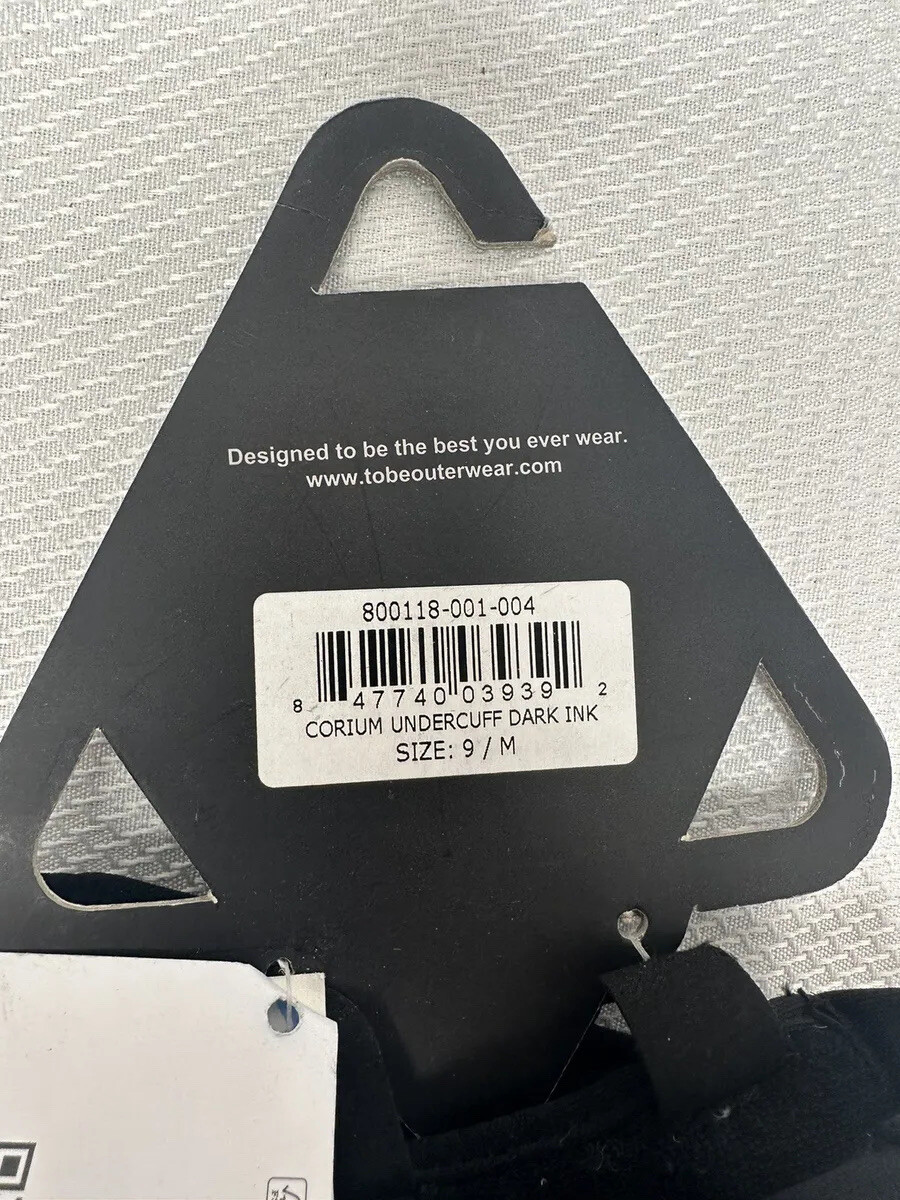 Designed to be the best you ever wear.
www.tobeouterwear.com
800118-001-004
8 47740 03939 2
CORIUM UNDERCUFF DARK INK
SIZE: 9 / M